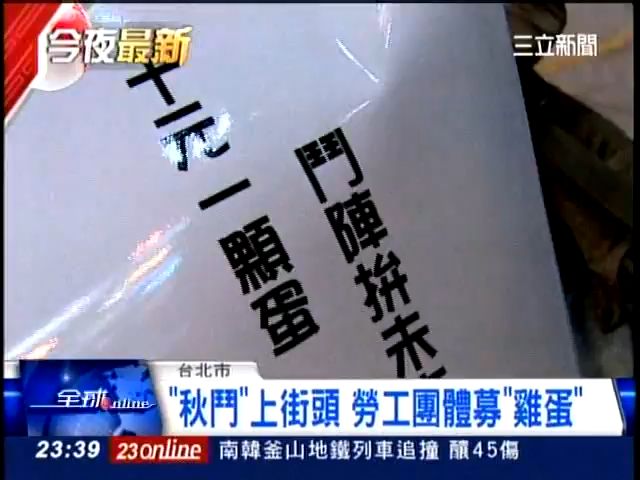 今夜最新
三立新聞
十元一顆蛋
鬥陣拚未
台北市
全球Online
"秋鬥"上街頭 勞工團體募"雞蛋"
23:39 23online 南韓釜山地鐵列車追撞 釀45傷